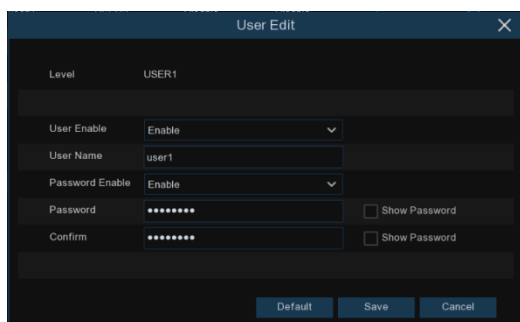 User Edit
Level USER1
User Enable Enable
User Name user1
Password Enable Enable
Password •••••••• Show Password
Confirm •••••••• Show Password
Default Save Cancel